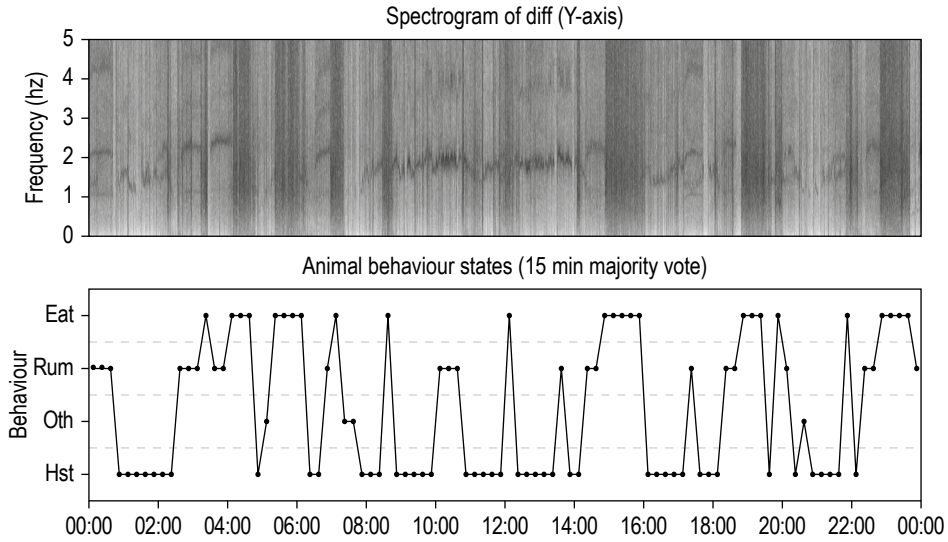 Spectrogram of diff (Y-axis)
Frequency (hz)
5
4
3
2
1
0
Animal behaviour states (15 min majority vote)
Behaviour
Eat
Rum
Oth
Hst
00:00 02:00 04:00 06:00 08:00 10:00 12:00 14:00 16:00 18:00 20:00 22:00 00:00